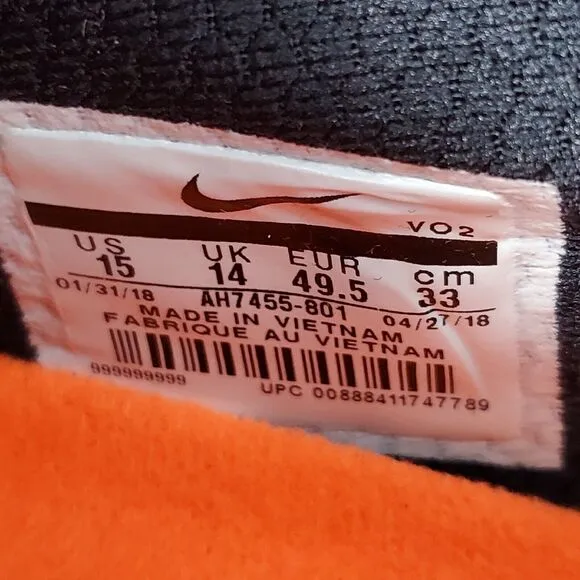 VO2
US UK EUR cm
15 14 49.5 33
01/31/18 AH7455-801 04/27/18
MADE IN VIETNAM
FABRIQUE AU VIETNAM
999999999
UPC 00888411747789